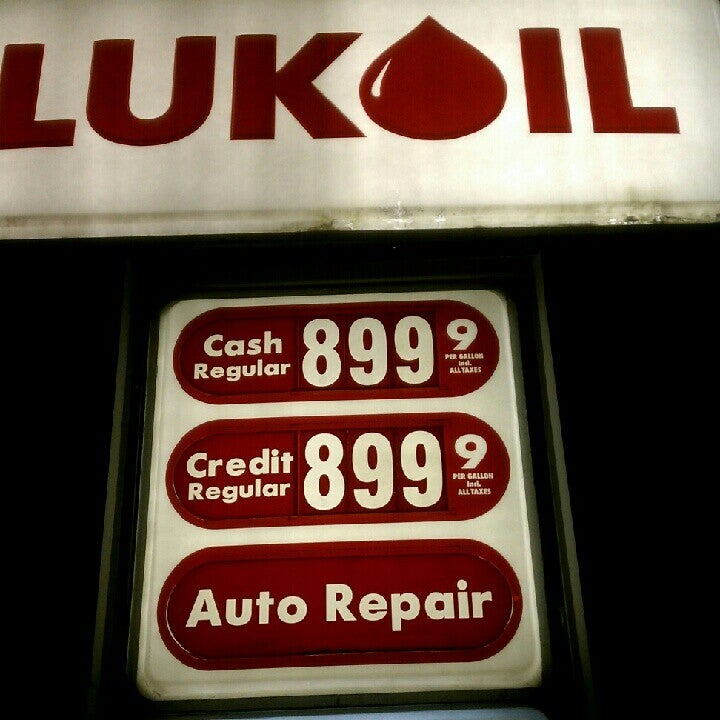 LUKOIL
Cash
Regular
899 9
PER GALLON
incl.
ALL TAXES
Credit
Regular
899 9
PER GALLON
incl.
ALL TAXES
Auto Repair